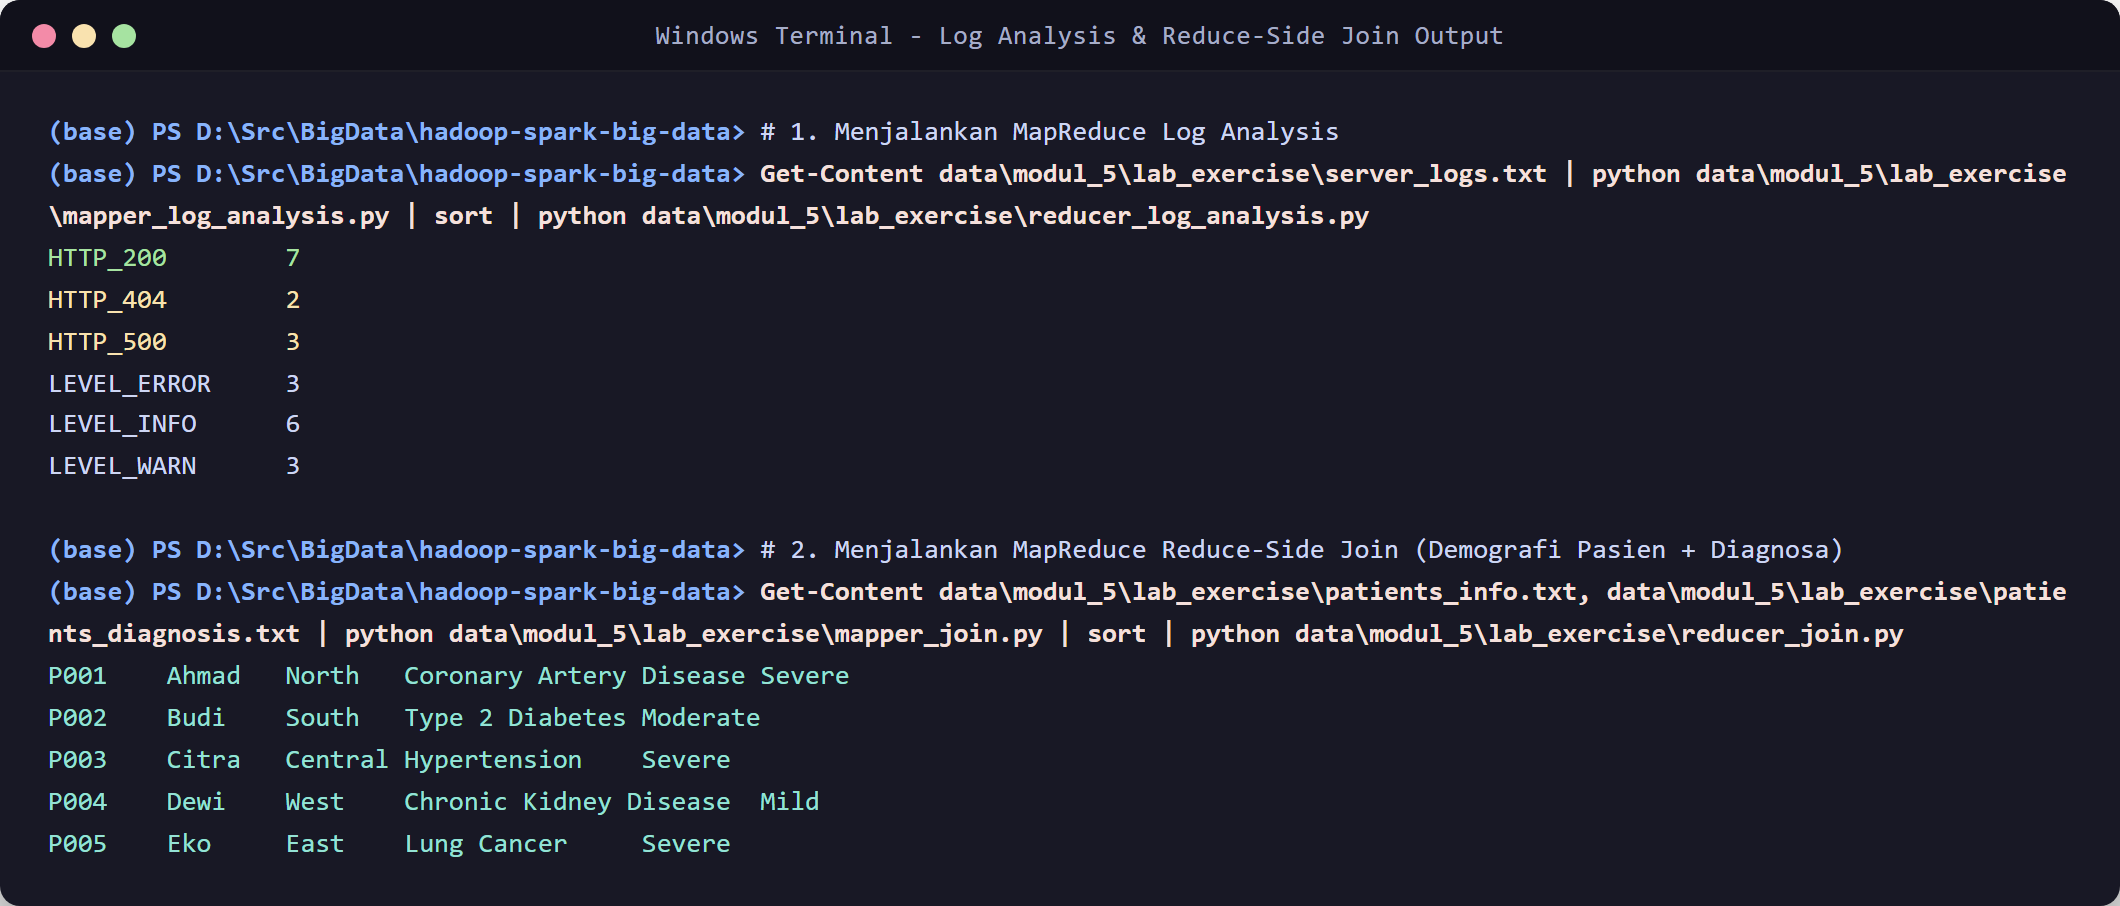 Windows Terminal - Log Analysis & Reduce-Side Join Output
(base) PS D:\Src\BigData\hadoop-spark-big-data> # 1. Menjalankan MapReduce Log Analysis
(base) PS D:\Src\BigData\hadoop-spark-big-data> Get-Content data\modul_5\lab_exercise\server_logs.txt | python data\modul_5\lab_exercise
\mapper_log_analysis.py | sort | python data\modul_5\lab_exercise\reducer_log_analysis.py
HTTP_200        7
HTTP_404        2
HTTP_500        3
LEVEL_ERROR     3
LEVEL_INFO      6
LEVEL_WARN      3
(base) PS D:\Src\BigData\hadoop-spark-big-data> # 2. Menjalankan MapReduce Reduce-Side Join (Demografi Pasien + Diagnosa)
(base) PS D:\Src\BigData\hadoop-spark-big-data> Get-Content data\modul_5\lab_exercise\patients_info.txt, data\modul_5\lab_exercise\patie
nts_diagnosis.txt | python data\modul_5\lab_exercise\mapper_join.py | sort | python data\modul_5\lab_exercise\reducer_join.py
P001    Ahmad   North   Coronary Artery Disease Severe
P002    Budi    South   Type 2 Diabetes Moderate
P003    Citra   Central Hypertension    Severe
P004    Dewi    West    Chronic Kidney Disease  Mild
P005    Eko     East    Lung Cancer     Severe